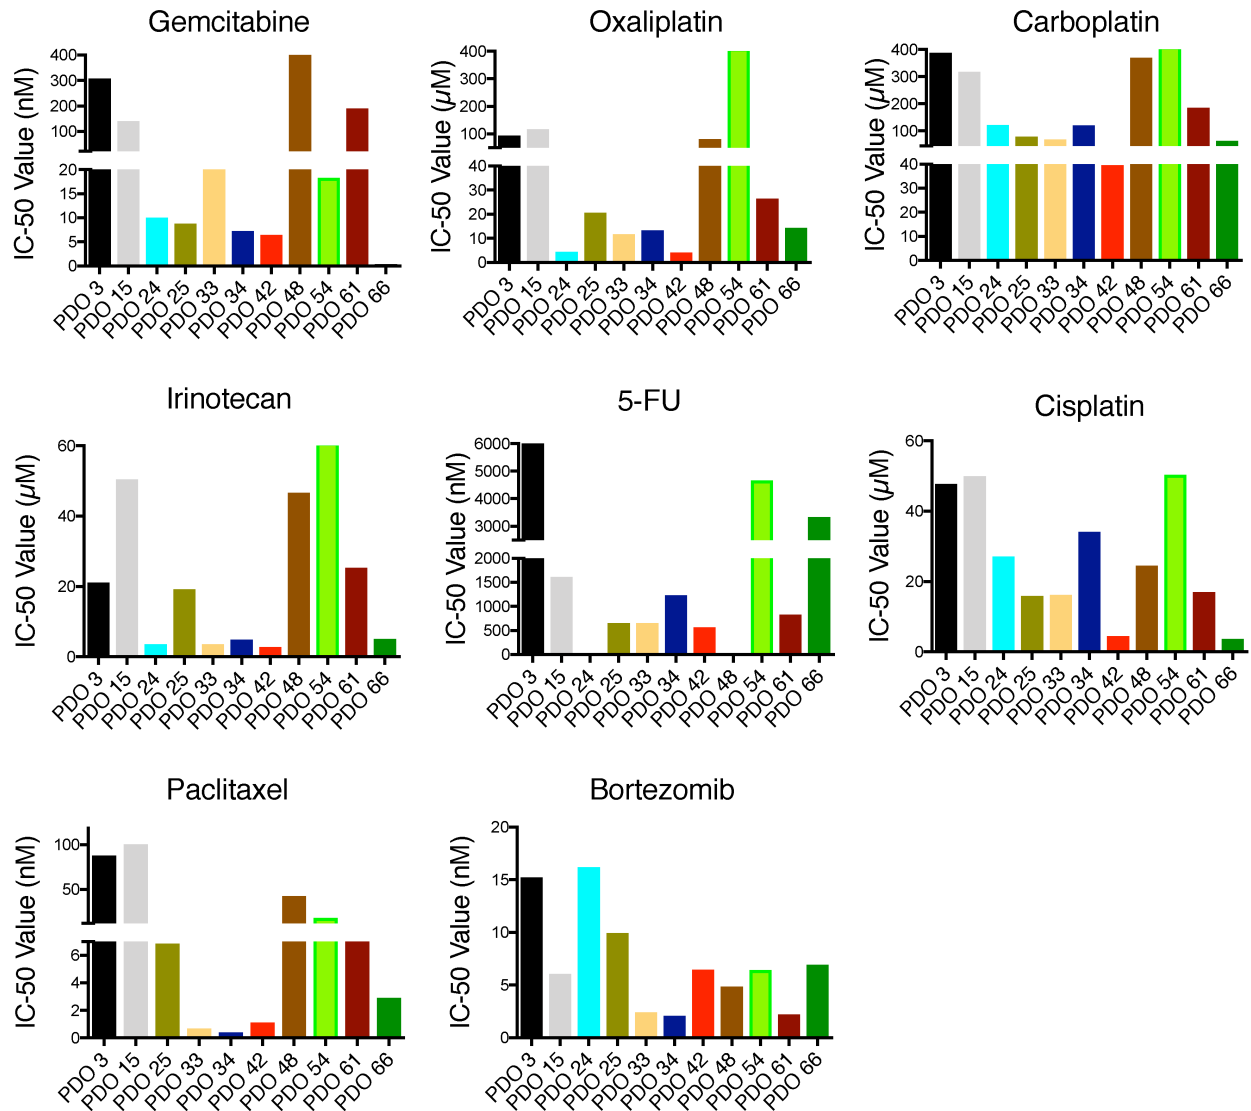 Gemcitabine
IC-50 Value (nM)
400
300
200
100
20
15
10
5
0
PDO 3
PDO 15
PDO 24
PDO 25
PDO 33
PDO 34
PDO 42
PDO 48
PDO 54
PDO 61
PDO 66
Oxaliplatin
IC-50 Value (µM)
400
400
200
100
40
30
20
10
0
PDO 3
PDO 15
PDO 24
PDO 25
PDO 33
PDO 34
PDO 42
PDO 48
PDO 54
PDO 61
PDO 66
Carboplatin
IC-50 Value (µM)
400
300
200
100
40
30
20
10
0
PDO 3
PDO 15
PDO 24
PDO 25
PDO 33
PDO 34
PDO 42
PDO 48
PDO 54
PDO 61
PDO 66
Irinotecan
IC-50 Value (µM)
60
40
20
0
PDO 3
PDO 15
PDO 24
PDO 25
PDO 33
PDO 34
PDO 42
PDO 48
PDO 54
PDO 61
PDO 66
5-FU
IC-50 Value (nM)
6000
5000
4000
3000
2000
1500
1000
500
0
PDO 3
PDO 15
PDO 24
PDO 25
PDO 33
PDO 34
PDO 42
PDO 48
PDO 54
PDO 61
PDO 66
Cisplatin
IC-50 Value (µM)
60
40
20
0
PDO 3
PDO 15
PDO 24
PDO 25
PDO 33
PDO 34
PDO 42
PDO 48
PDO 54
PDO 61
PDO 66
Paclitaxel
IC-50 Value (nM)
100
50
6
4
2
0
PDO 3
PDO 15
PDO 25
PDO 33
PDO 34
PDO 42
PDO 48
PDO 54
PDO 61
PDO 66
Bortezomib
IC-50 Value (nM)
20
15
10
5
0
PDO 3
PDO 15
PDO 24
PDO 25
PDO 33
PDO 34
PDO 42
PDO 48
PDO 54
PDO 61
PDO 66